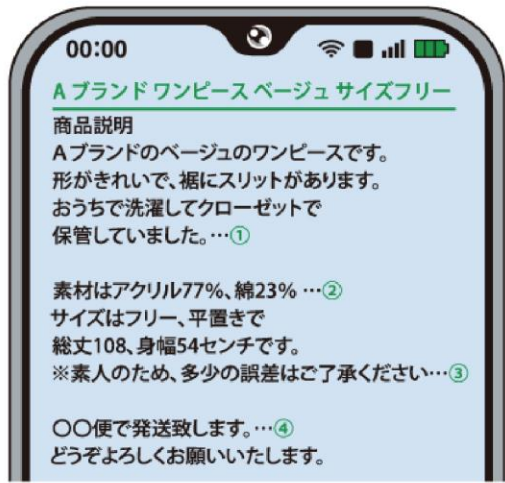 00:00
A ブランド ワンピース ベージュ サイズフリー
商品説明
Aブランドのベージュのワンピースです。
形がきれいで、裾にスリットがあります。
おうちで洗濯してクローゼットで
保管していました。…①
素材はアクリル77%、綿23% …②
サイズはフリー、平置きで
総丈108、身幅54センチです。
※素人のため、多少の誤差はご了承ください…③
〇〇便で発送致します。…④
どうぞよろしくお願いいたします。